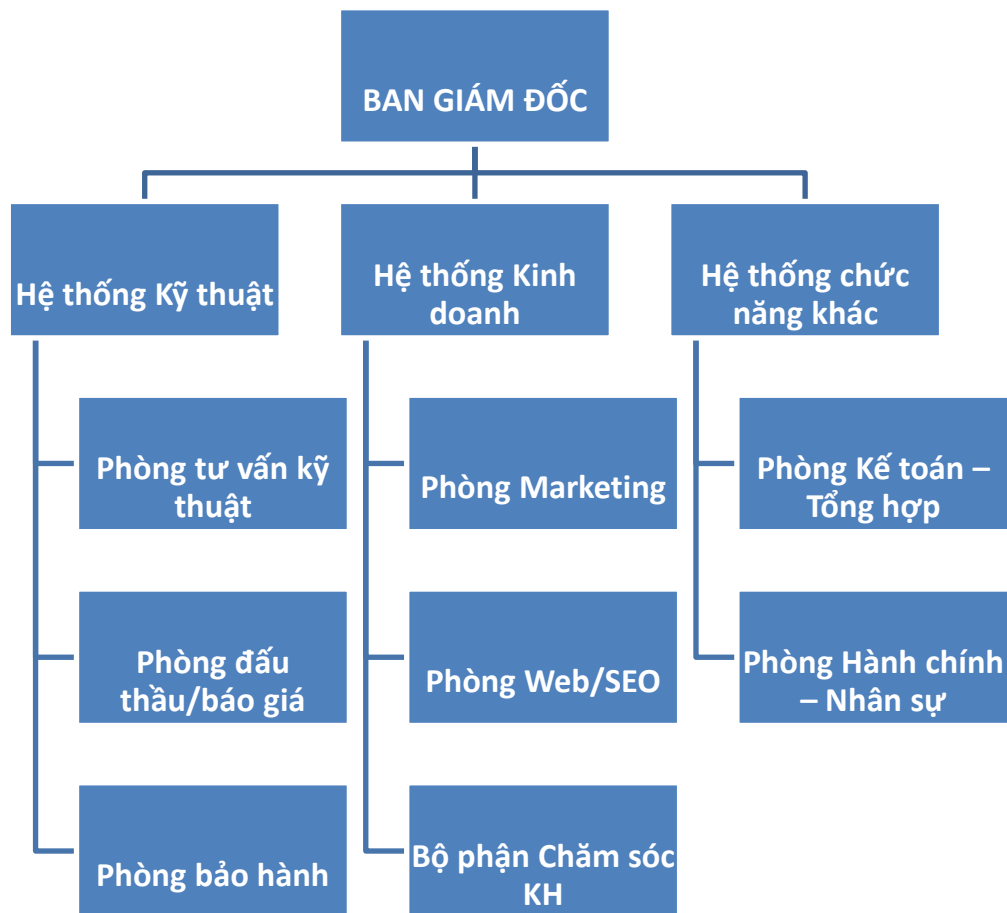 BAN GIÁM ĐỐC
Hệ thống Kỹ thuật
Hệ thống Kinh
doanh
Hệ thống chức
năng khác
Phòng tư vấn kỹ
thuật
Phòng Marketing
Phòng Kế toán –
Tổng hợp
Phòng đấu
thầu/báo giá
Phòng Web/SEO
Phòng Hành chính
– Nhân sự
Phòng bảo hành
Bộ phận Chăm sóc
KH